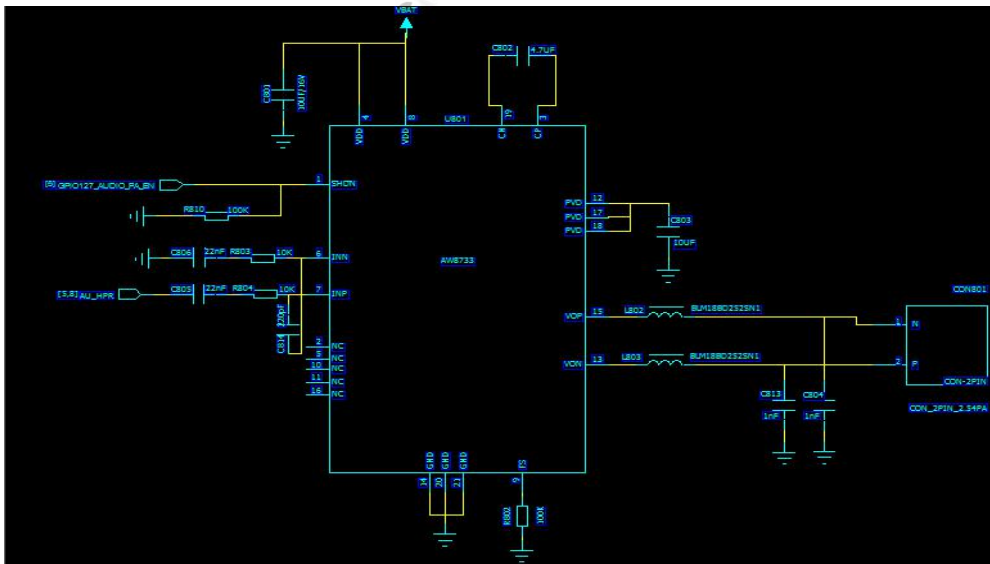 VBAT
C802
4.7UF
C801
10UF/16V
4
8
19
3
U801
VDD
VDD
CN
CP
[6] GPIO127_AUDIO_PA_EN
1
SHDN
R810
100K
PVD
12
PVD
17
PVD
18
C803
10UF
C806
22nF
R803
10K
6
INN
AW8733
[5,8] AU_HPR
C805
22nF
R804
10K
7
INP
220pf
C814
CON801
VOP
15
L802
BLM18BD252SN1
1
N
2
NC
5
NC
10
NC
11
NC
16
NC
VON
13
L803
BLM18BD252SN1
2
P
CON-2PIN
C813
C804
1nF
1nF
CON_2PIN_2.54PA
GND
GND
GND
FS
14
20
21
9
R802
100K